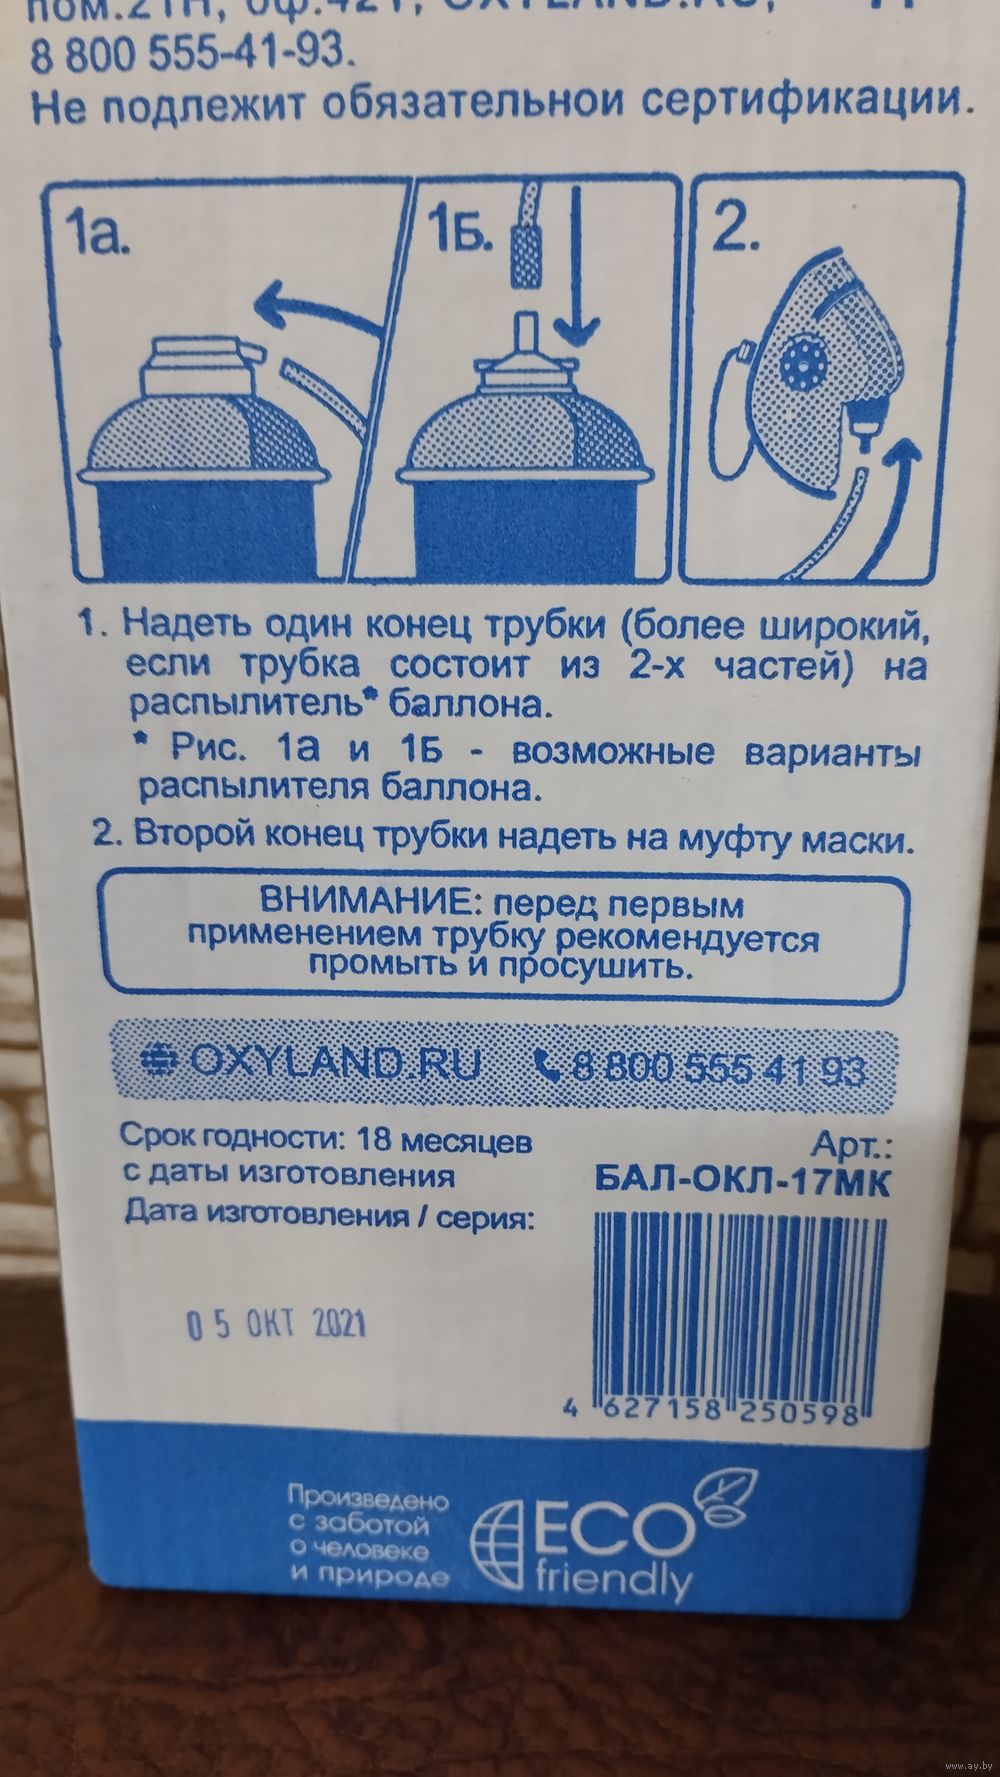 8 800 555-41-93.
Не подлежит обязательной сертификации.
1а.
1Б.
2.
1. Надеть один конец трубки (более широкий,
если трубка состоит из 2-х частей) на
распылитель* баллона.
* Рис. 1а и 1Б - возможные варианты
распылителя баллона.
2. Второй конец трубки надеть на муфту маски.
ВНИМАНИЕ: перед первым
применением трубку рекомендуется
промыть и просушить.
OXYLAND.RU 8 800 555 41 93
Срок годности: 18 месяцев
с даты изготовления
Дата изготовления / серия:
05 ОКТ 2021
Арт.:
БАЛ-ОКЛ-17МК
4 627158 250598
Произведено
с заботой
о человеке
и природе
ECO
friendly
www.ay.by